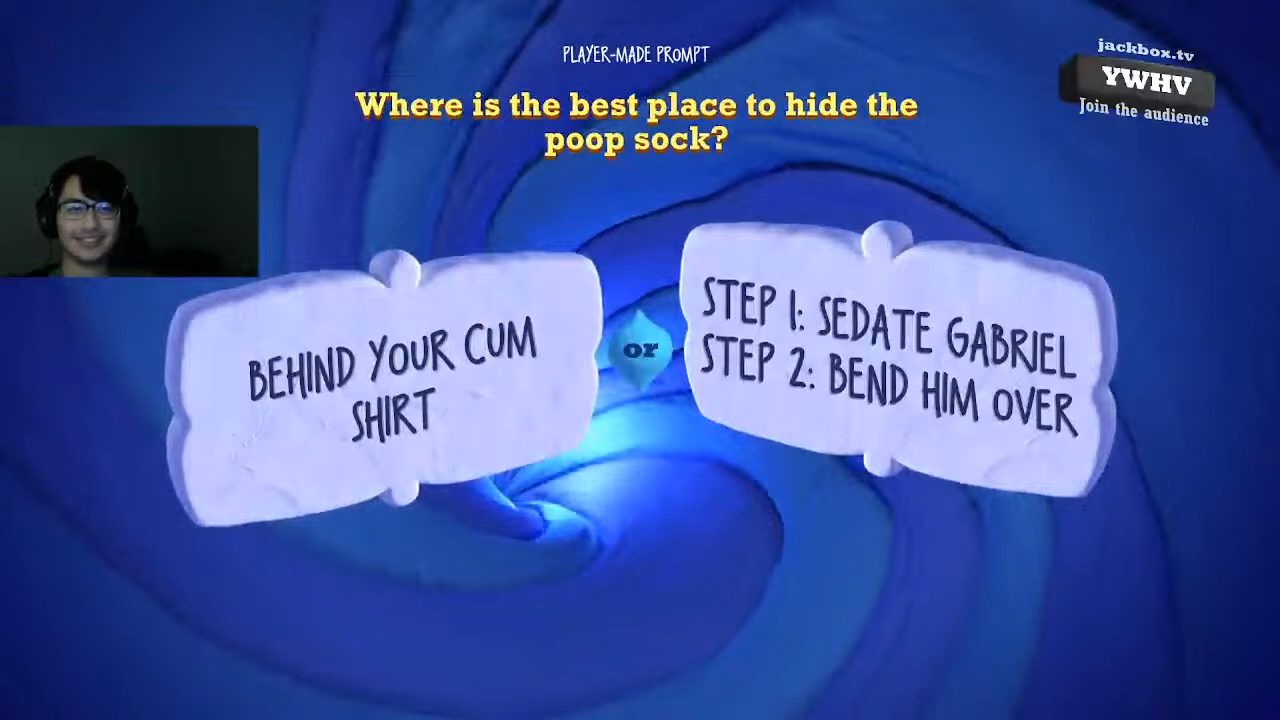 PLAYER-MADE PROMPT
Where is the best place to hide the
poop sock?
jackbox.tv
YWHV
Join the audience
BEHIND YOUR CUM
SHIRT
or
STEP 1: SEDATE GABRIEL
STEP 2: BEND HIM OVER